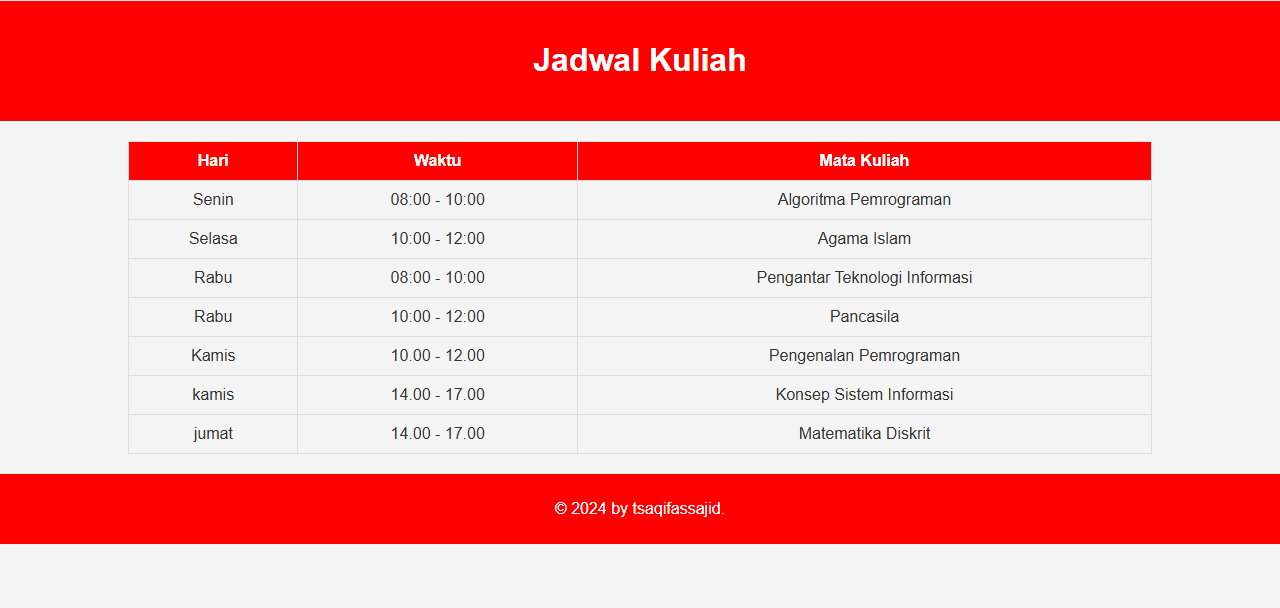 Jadwal Kuliah
Hari Waktu Mata Kuliah
Senin 08:00 - 10:00 Algoritma Pemrograman
Selasa 10:00 - 12:00 Agama Islam
Rabu 08:00 - 10:00 Pengantar Teknologi Informasi
Rabu 10:00 - 12:00 Pancasila
Kamis 10.00 - 12.00 Pengenalan Pemrograman
kamis 14.00 - 17.00 Konsep Sistem Informasi
jumat 14.00 - 17.00 Matematika Diskrit
© 2024 by tsaqifassajid.